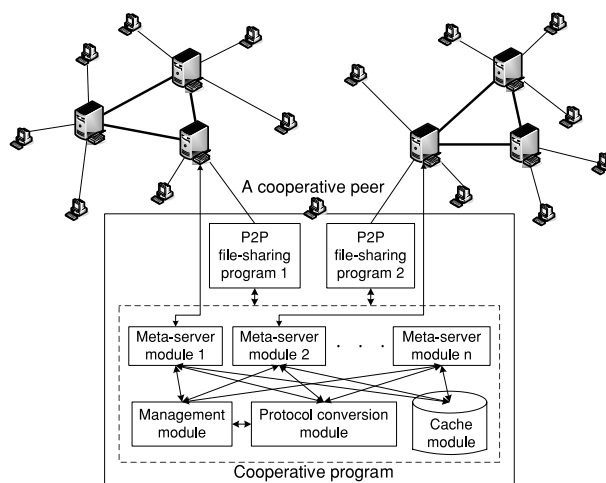 A cooperative peer
P2P
file-sharing
program 1
P2P
file-sharing
program 2
Meta-server
module 1
Meta-server
module 2
. . .
Meta-server
module n
Management
module
Protocol conversion
module
Cache
module
Cooperative program